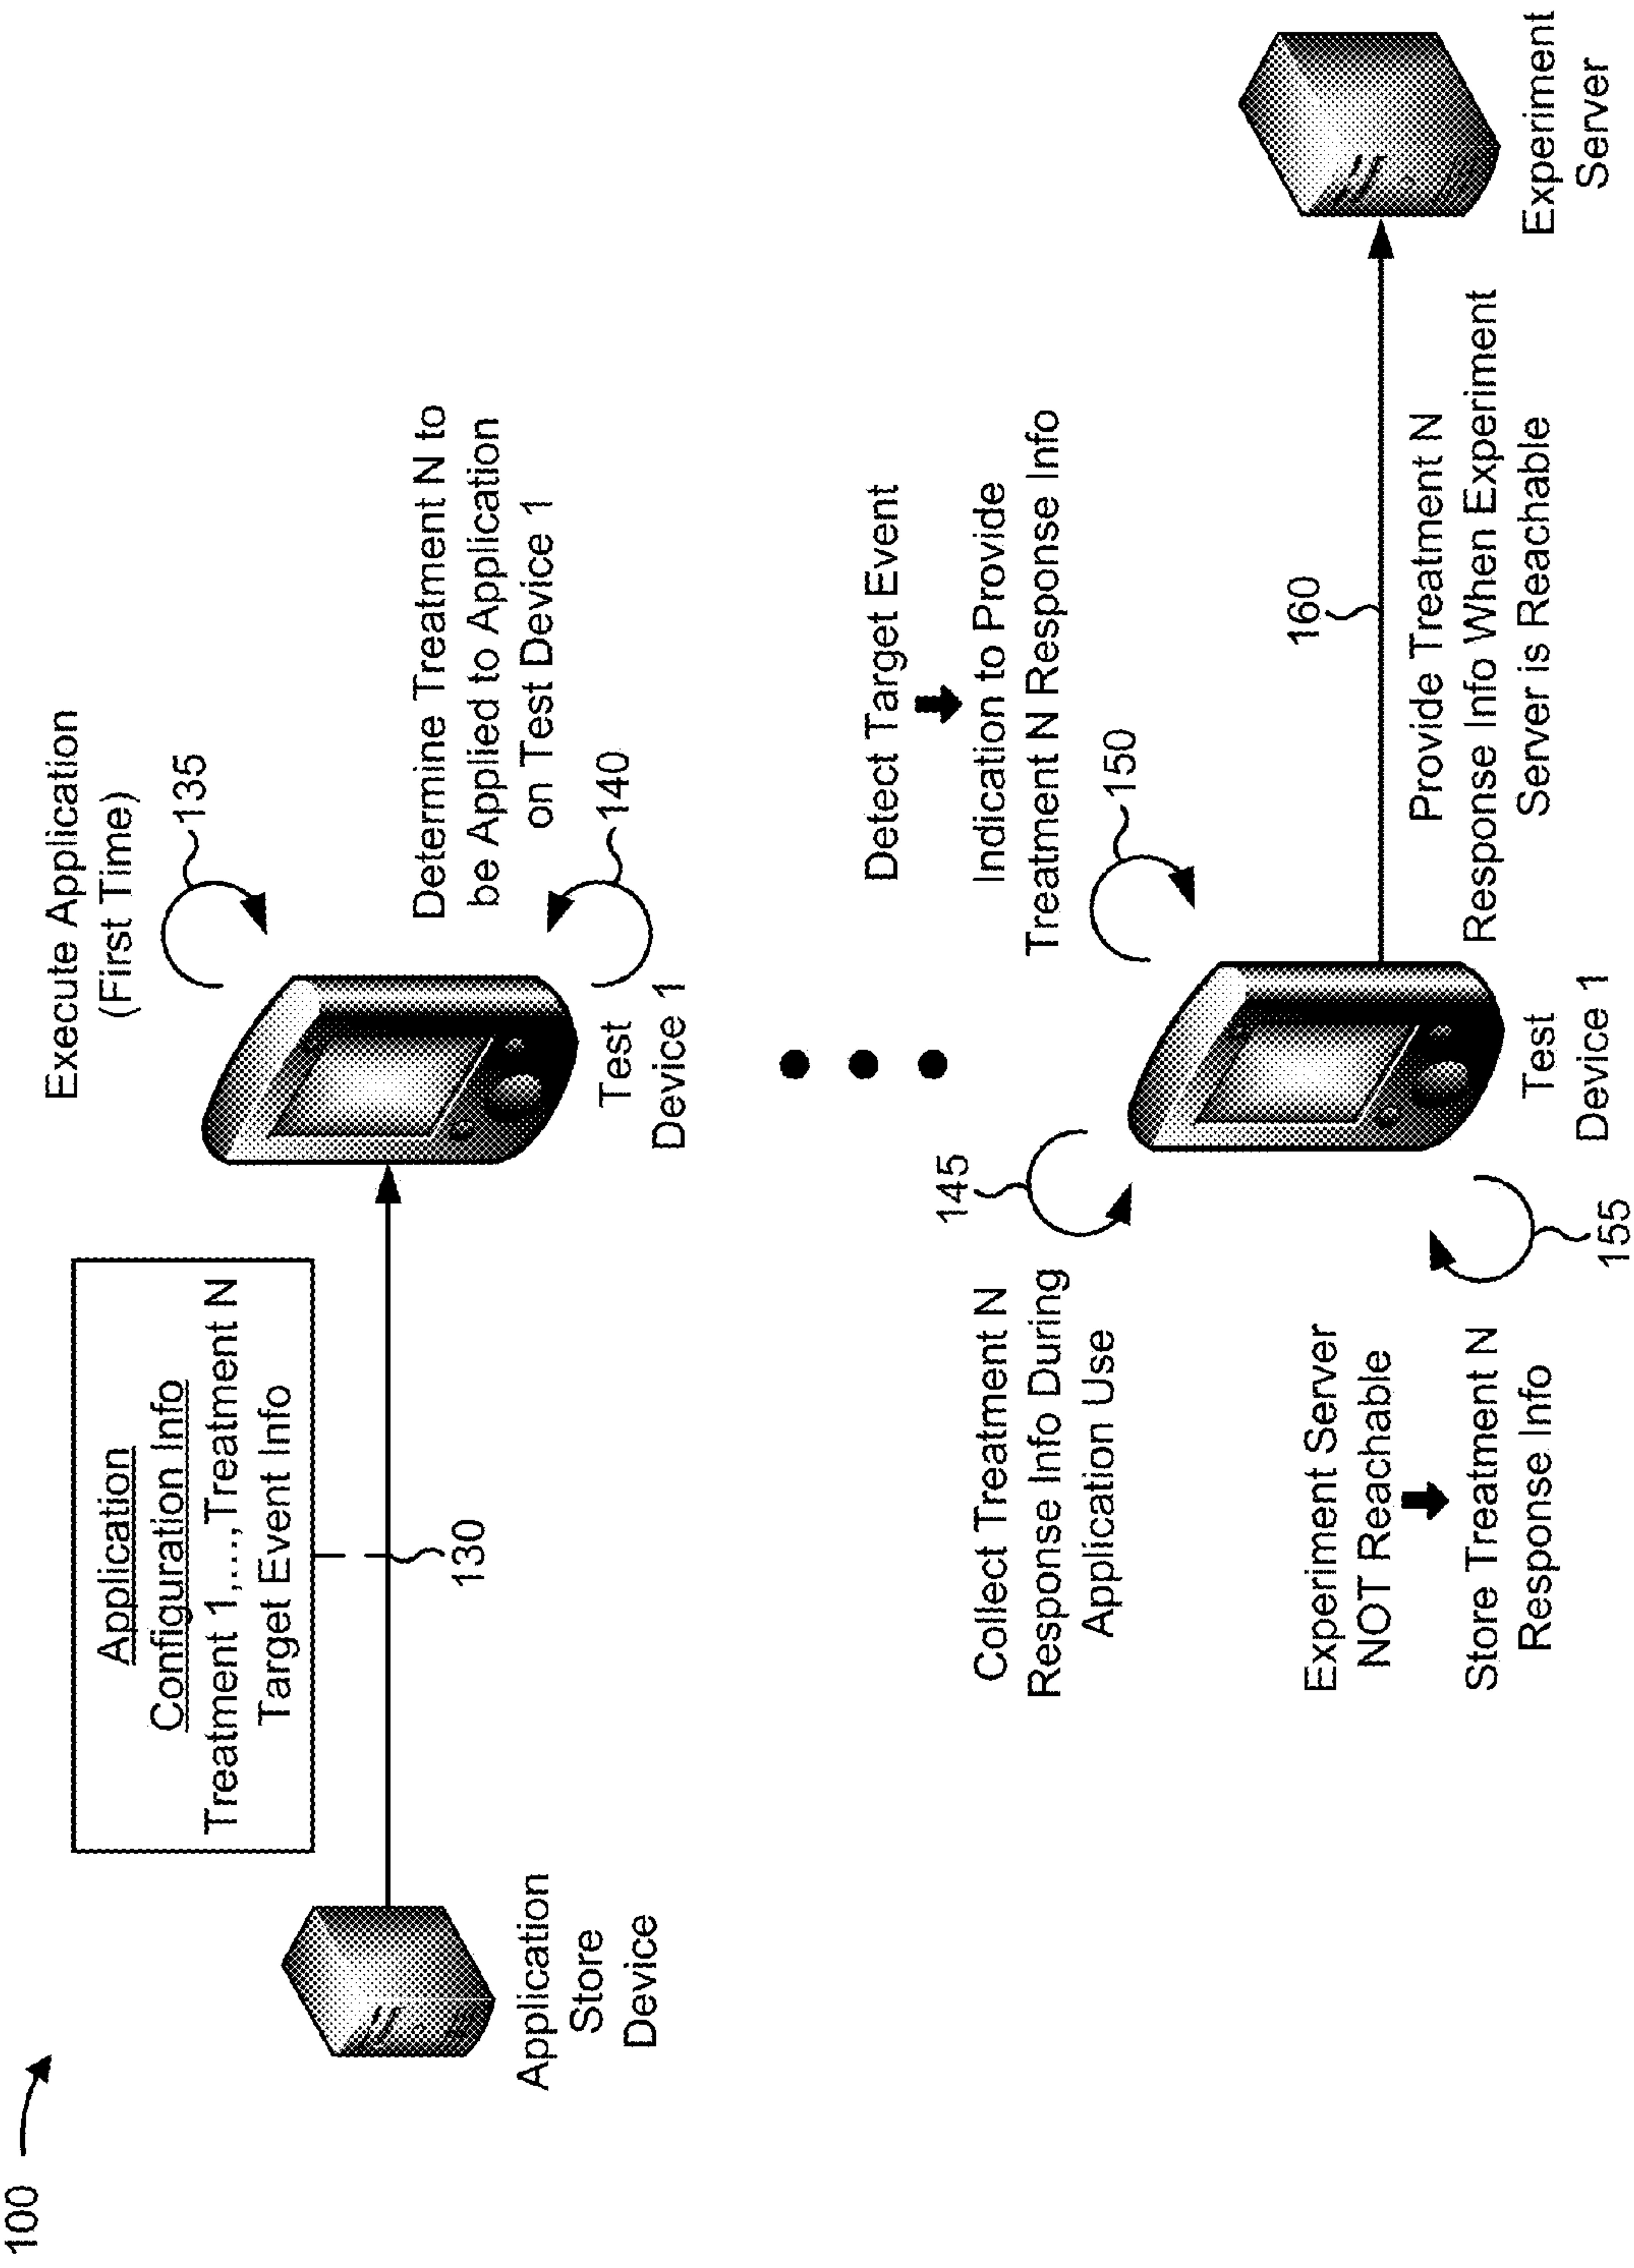 100
Application
Configuration Info
Treatment 1,...,Treatment N
Target Event Info
130
Application
Store
Device
Execute Application
(First Time)
135
Determine Treatment N to
be Applied to Application
on Test Device 1
140
Test
Device 1
Collect Treatment N
Response Info During
Application Use
145
Detect Target Event
Indication to Provide
Treatment N Response Info
150
Experiment Server
NOT Reachable
Store Treatment N
Response Info
155
Test
Device 1
160
Provide Treatment N
Response Info When Experiment
Server is Reachable
Experiment
Server